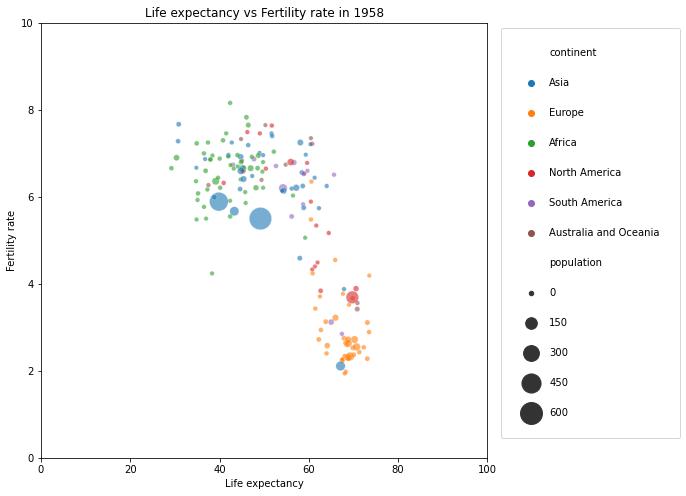 Life expectancy vs Fertility rate in 1958
10
8
6
4
2
0
Fertility rate
0 20 40 60 80 100
Life expectancy
continent
Asia
Europe
Africa
North America
South America
Australia and Oceania
population
0
150
300
450
600